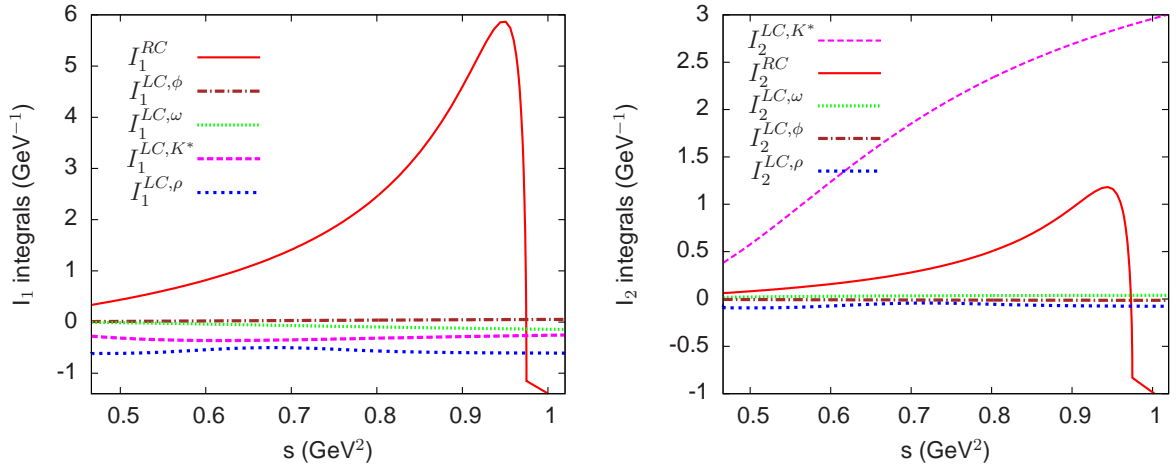 I_1^{RC}
I_1^{LC,ϕ}
I_1^{LC,ω}
I_1^{LC,K*}
I_1^{LC,ρ}
6
5
4
3
2
1
0
-1
I_1 integrals (GeV^{-1})
0.5 0.6 0.7 0.8 0.9 1
s (GeV^2)
I_2^{LC,K*}
I_2^{RC}
I_2^{LC,ω}
I_2^{LC,ϕ}
I_2^{LC,ρ}
3
2.5
2
1.5
1
0.5
0
-0.5
-1
I_2 integrals (GeV^{-1})
0.5 0.6 0.7 0.8 0.9 1
s (GeV^2)